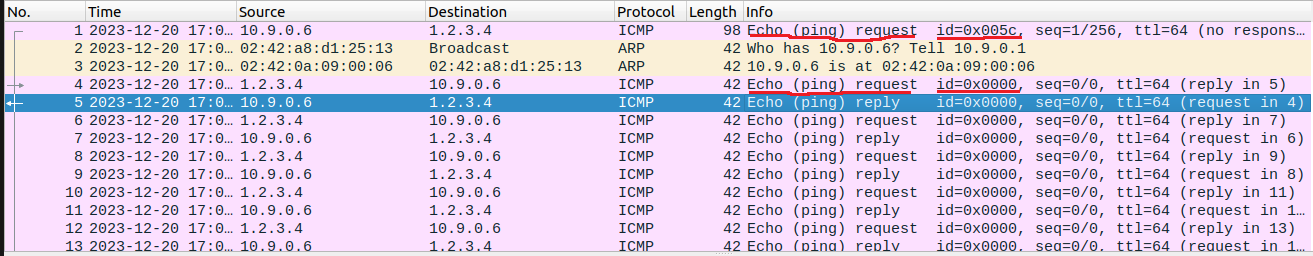 No. Time Source Destination Protocol Length Info
1 2023-12-20 17:0… 10.9.0.6 1.2.3.4 ICMP 98 Echo (ping) request id=0x005c, seq=1/256, ttl=64 (no respons…
2 2023-12-20 17:0… 02:42:a8:d1:25:13 Broadcast ARP 42 Who has 10.9.0.6? Tell 10.9.0.1
3 2023-12-20 17:0… 02:42:0a:09:00:06 02:42:a8:d1:25:13 ARP 42 10.9.0.6 is at 02:42:0a:09:00:06
4 2023-12-20 17:0… 1.2.3.4 10.9.0.6 ICMP 42 Echo (ping) request id=0x0000, seq=0/0, ttl=64 (reply in 5)
5 2023-12-20 17:0… 10.9.0.6 1.2.3.4 ICMP 42 Echo (ping) reply id=0x0000, seq=0/0, ttl=64 (request in 4)
6 2023-12-20 17:0… 1.2.3.4 10.9.0.6 ICMP 42 Echo (ping) request id=0x0000, seq=0/0, ttl=64 (reply in 7)
7 2023-12-20 17:0… 10.9.0.6 1.2.3.4 ICMP 42 Echo (ping) reply id=0x0000, seq=0/0, ttl=64 (request in 6)
8 2023-12-20 17:0… 1.2.3.4 10.9.0.6 ICMP 42 Echo (ping) request id=0x0000, seq=0/0, ttl=64 (reply in 9)
9 2023-12-20 17:0… 10.9.0.6 1.2.3.4 ICMP 42 Echo (ping) reply id=0x0000, seq=0/0, ttl=64 (request in 8)
10 2023-12-20 17:0… 1.2.3.4 10.9.0.6 ICMP 42 Echo (ping) request id=0x0000, seq=0/0, ttl=64 (reply in 11)
11 2023-12-20 17:0… 10.9.0.6 1.2.3.4 ICMP 42 Echo (ping) reply id=0x0000, seq=0/0, ttl=64 (request in 1…
12 2023-12-20 17:0… 1.2.3.4 10.9.0.6 ICMP 42 Echo (ping) request id=0x0000, seq=0/0, ttl=64 (reply in 13)
13 2023-12-20 17:0… 10.9.0.6 1.2.3.4 ICMP 42 Echo (ping) reply id=0x0000, seq=0/0, ttl=64 (request in 1…